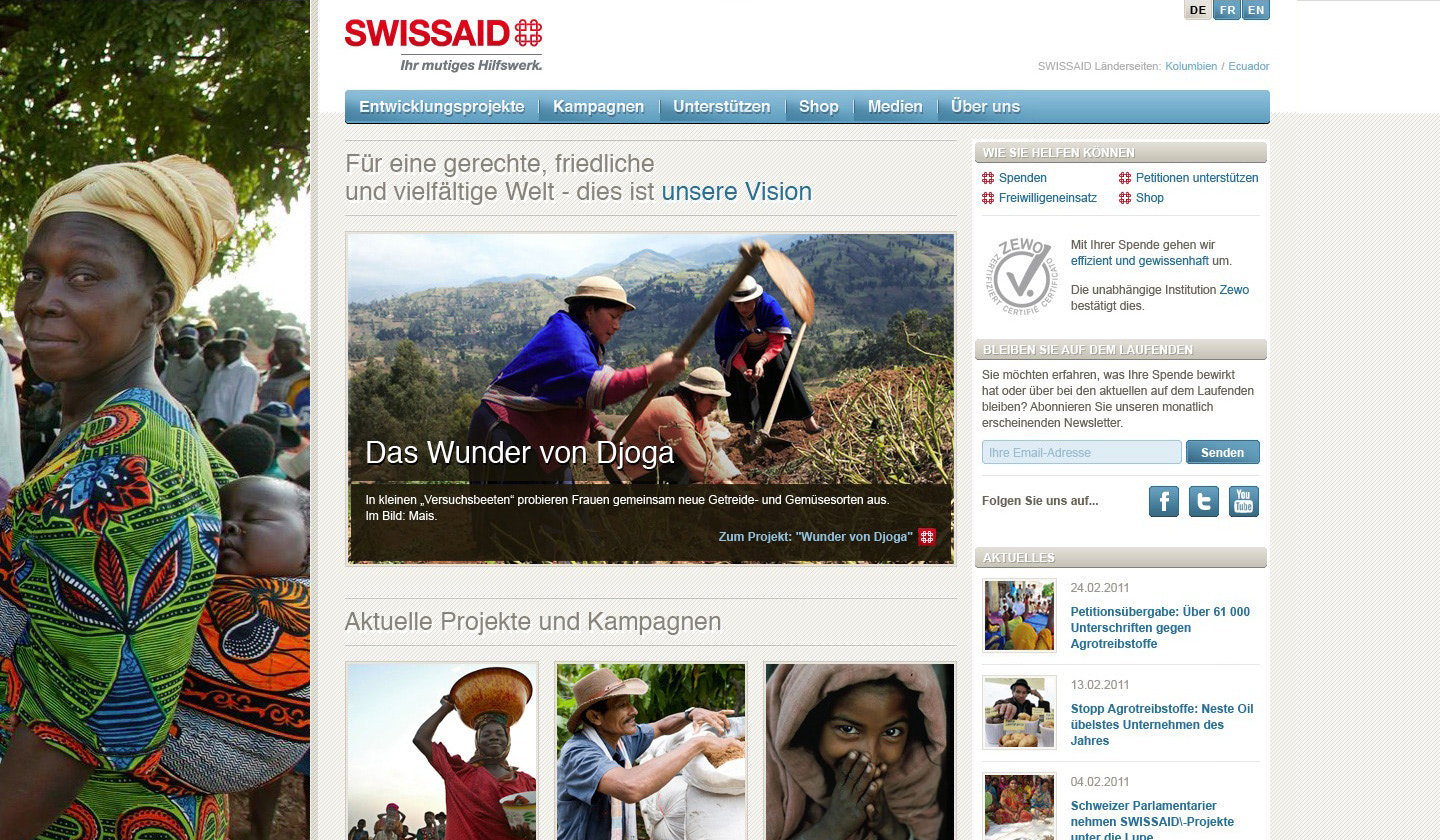 DE FR EN
SWISSAID
Ihr mutiges Hilfswerk.
SWISSAID Länderseiten: Kolumbien / Ecuador
Entwicklungsprojekte Kampagnen Unterstützen Shop Medien Über uns
Für eine gerechte, friedliche
und vielfältige Welt - dies ist unsere Vision
Das Wunder von Djoga
In kleinen „Versuchsbeeten“ probieren Frauen gemeinsam neue Getreide- und Gemüsesorten aus.
Im Bild: Mais.
Zum Projekt: "Wunder von Djoga"
Aktuelle Projekte und Kampagnen
WIE SIE HELFEN KÖNNEN
Spenden Petitionen unterstützen
Freiwilligeneinsatz Shop
ZEWO
ZERTIFIZIERT CERTIFIÉ CERTIFICATO
Mit Ihrer Spende gehen wir
effizient und gewissenhaft um.
Die unabhängige Institution Zewo
bestätigt dies.
BLEIBEN SIE AUF DEM LAUFENDEN
Sie möchten erfahren, was Ihre Spende bewirkt
hat oder über bei den aktuellen auf dem Laufenden
bleiben? Abonnieren Sie unseren monatlich
erscheinenden Newsletter.
Ihre Email-Adresse Senden
Folgen Sie uns auf... f t You Tube
AKTUELLES
24.02.2011
Petitionsübergabe: Über 61 000
Unterschriften gegen
Agrotreibstoffe
13.02.2011
Stopp Agrotreibstoffe: Neste Oil
übelstes Unternehmen des
Jahres
04.02.2011
Schweizer Parlamentarier
nehmen SWISSAID\-Projekte
unter die Lupe